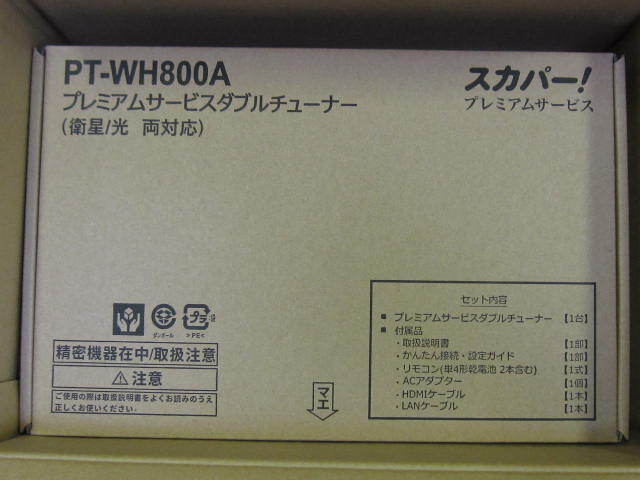 PT-WH800A
プレミアムサービスダブルチューナー
(衛星/光 両対応)
スカパー!
プレミアムサービス
ダンボール
プラ
>PE<
袋
精密機器在中/取扱注意
注意
ご使用の際は取扱説明書をよくお読みのうえ
正しくお使いください。
マエ
セット内容
■ プレミアムサービスダブルチューナー 【1台】
■ 付属品
・取扱説明書 【1部】
・かんたん接続・設定ガイド 【1部】
・リモコン(単4形乾電池 2本含む) 【1式】
・ACアダプター 【1個】
・HDMIケーブル 【1本】
・LANケーブル 【1本】